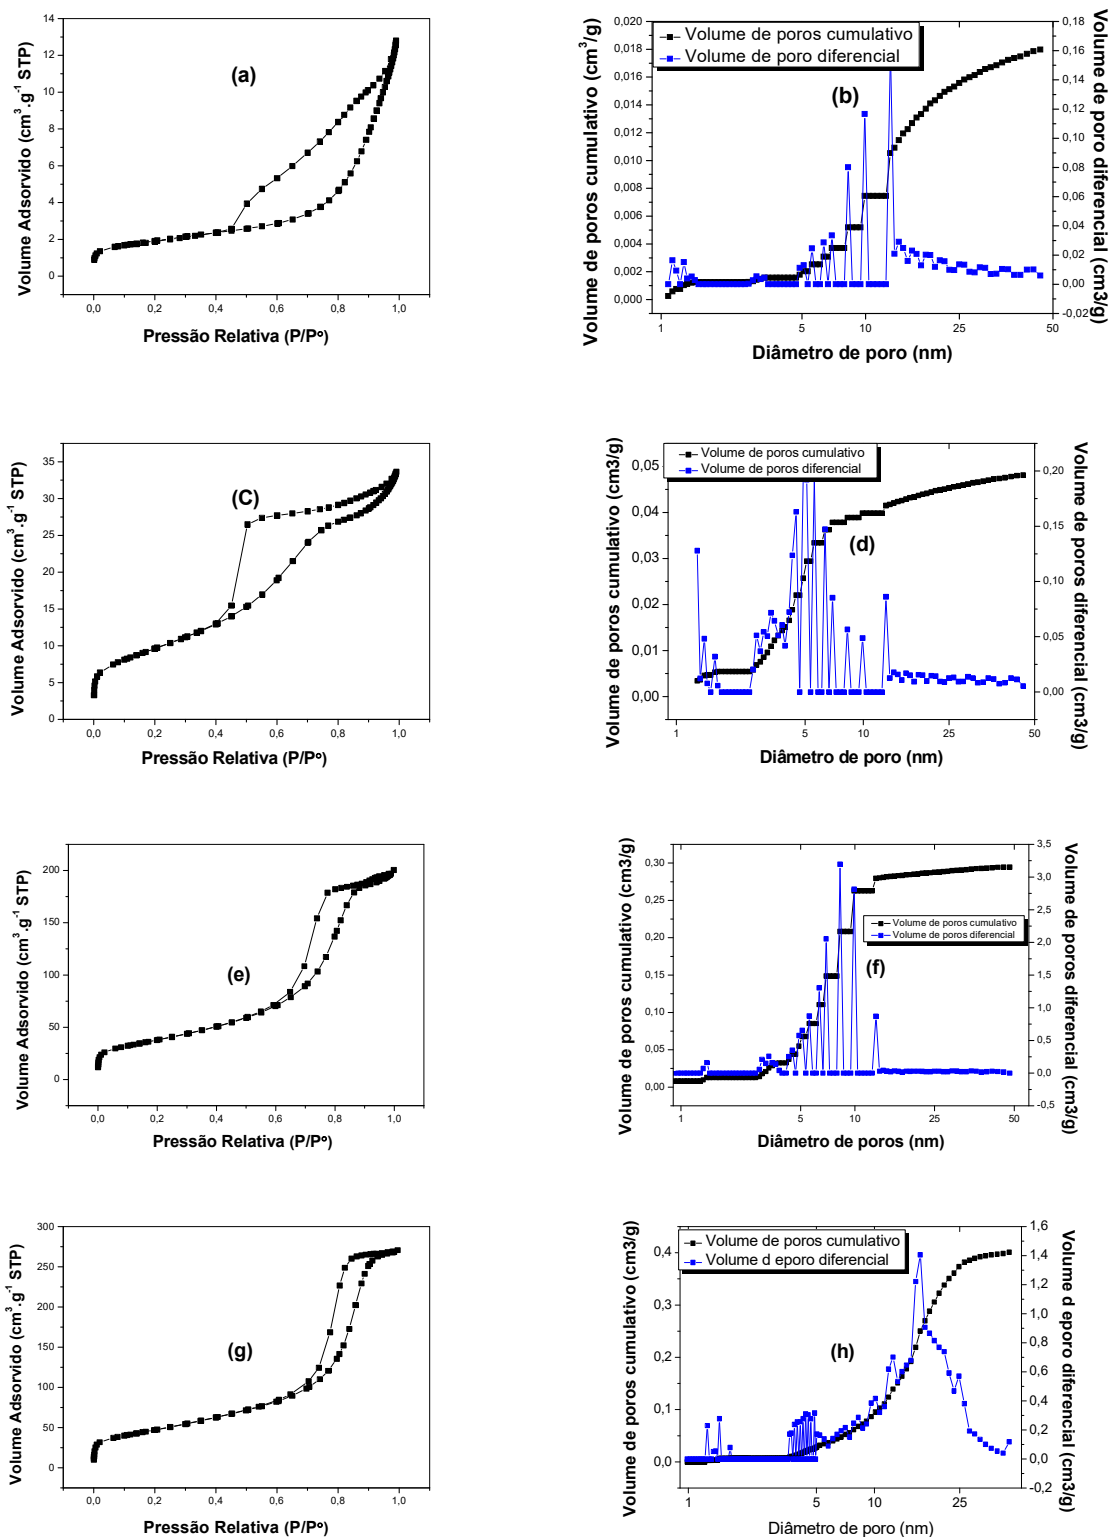 Volume Adsorvido (cm³.g⁻¹ STP)
14
12
10
8
6
4
2
0
(a)
0,0 0,2 0,4 0,6 0,8 1,0
Pressão Relativa (P/Pº)
Volume de poros cumulativo (cm³/g)
0,020
0,018
0,016
0,014
0,012
0,010
0,008
0,006
0,004
0,002
0,000
Volume de poros cumulativo
Volume de poro diferencial
(b)
0,18
0,16
0,14
0,12
0,10
0,08
0,06
0,04
0,02
0,00
-0,02
Volume de poro diferencial (cm3/g)
1 5 10 25 50
Diâmetro de poro (nm)
Volume Adsorvido (cm³.g⁻¹ STP)
35
30
25
20
15
10
5
0
(C)
0,0 0,2 0,4 0,6 0,8 1,0
Pressão Relativa (P/Pº)
Volume de poros cumulativo (cm3/g)
0,05
0,04
0,03
0,02
0,01
0,00
Volume de poros cumulativo
Volume de poros diferencial
(d)
0,20
0,15
0,10
0,05
0,00
Volume de poros diferencial (cm3/g)
1 5 10 25 50
Diâmetro de poro (nm)
Volume Adsorvido (cm³.g⁻¹ STP)
200
150
100
50
0
(e)
0,0 0,2 0,4 0,6 0,8 1,0
Pressão Relativa (P/Pº)
Volume de poros cumulativo (cm3/g)
0,30
0,25
0,20
0,15
0,10
0,05
0,00
Volume de poros cumulativo
Volume de poros diferencial
(f)
3,5
3,0
2,5
2,0
1,5
1,0
0,5
0,0
-0,5
Volume de poros diferencial (cm3/g)
1 5 10 25 50
Diâmetro de poros (nm)
Volume Adsorvido (cm³.g⁻¹ STP)
300
250
200
150
100
50
0
(g)
0,0 0,2 0,4 0,6 0,8 1,0
Pressão Relativa (P/Pº)
Volume de poros cumulativo (cm3/g)
0,4
0,3
0,2
0,1
0,0
Volume de poros cumulativo
Volume d eporo diferencial
(h)
1,6
1,4
1,2
1,0
0,8
0,6
0,4
0,2
0,0
-0,2
Volume d eporo diferencial (cm3/g)
1 5 10 25
Diâmetro de poro (nm)